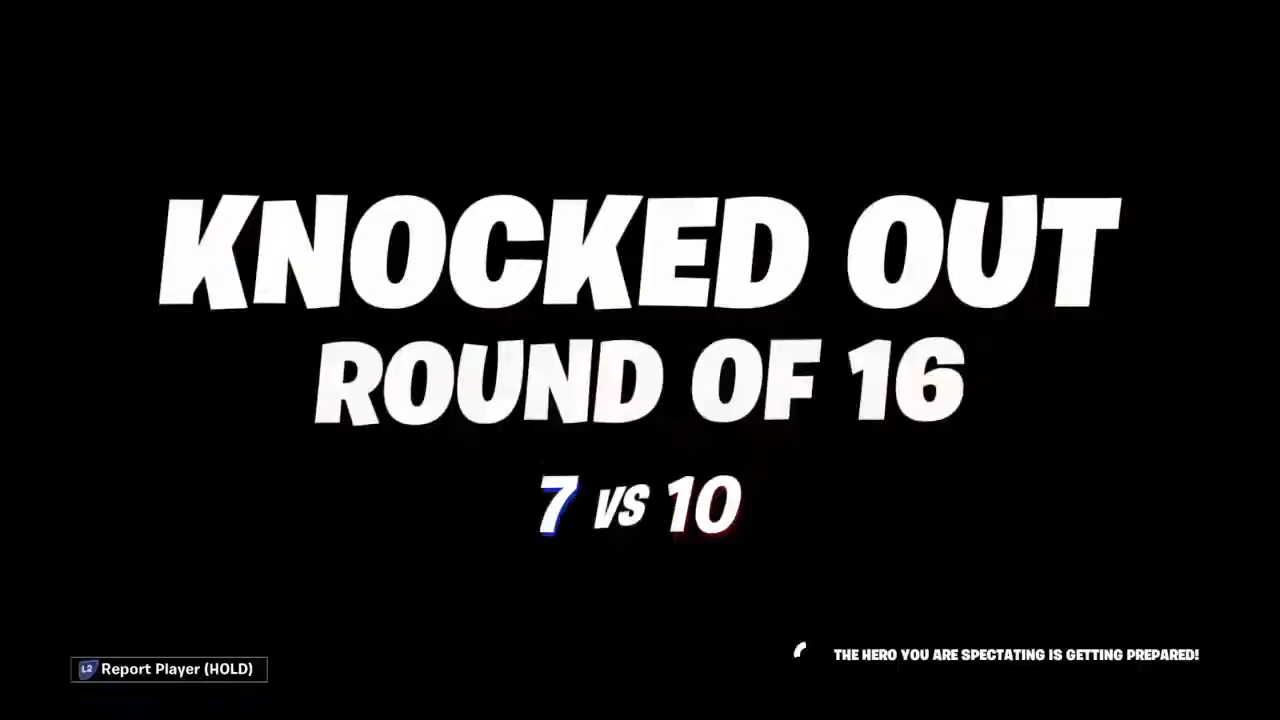 KNOCKED OUT
ROUND OF 16
7 VS 10
L2 Report Player (HOLD)
THE HERO YOU ARE SPECTATING IS GETTING PREPARED!